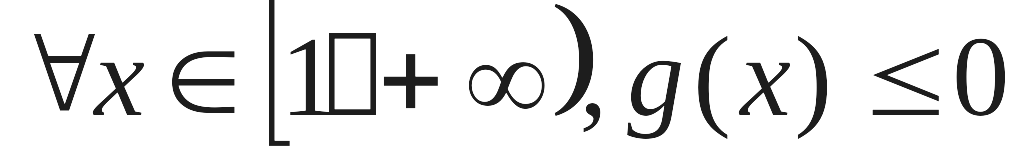 ∀x ∈ [1▯+ ∞), g(x) ≤0